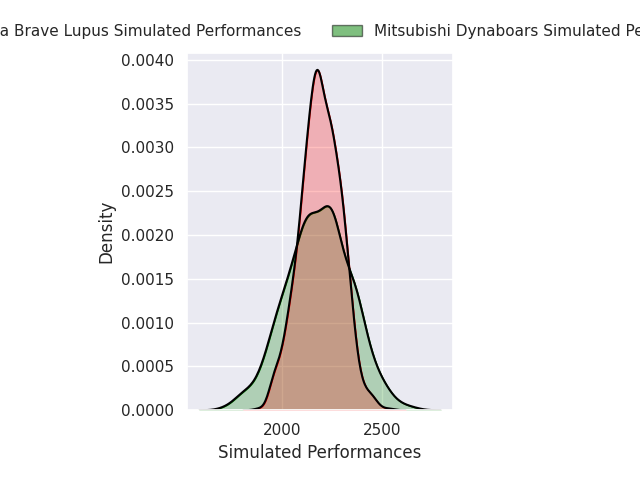 a Brave Lupus Simulated Performances
Mitsubishi Dynaboars Simulated Pe
0.0040
0.0035
0.0030
0.0025
0.0020
0.0015
0.0010
0.0005
0.0000
Density
2000
2500
Simulated Performances